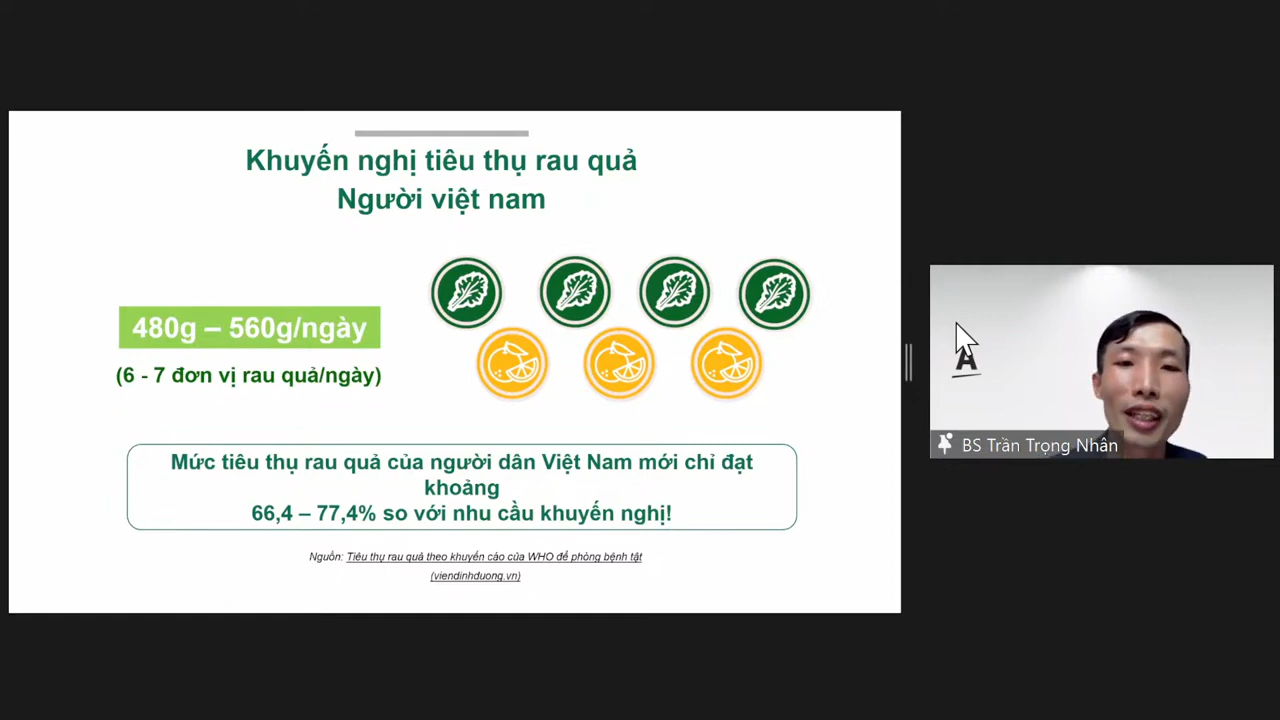 Khuyến nghị tiêu thụ rau quả
Người việt nam
480g – 560g/ngày
(6 - 7 đơn vị rau quả/ngày)
Mức tiêu thụ rau quả của người dân Việt Nam mới chỉ đạt
khoảng
66,4 – 77,4% so với nhu cầu khuyến nghị!
Nguồn: Tiêu thụ rau quả theo khuyến cáo của WHO để phòng bệnh tật
(viendinhduong.vn)
A
BS Trần Trọng Nhân